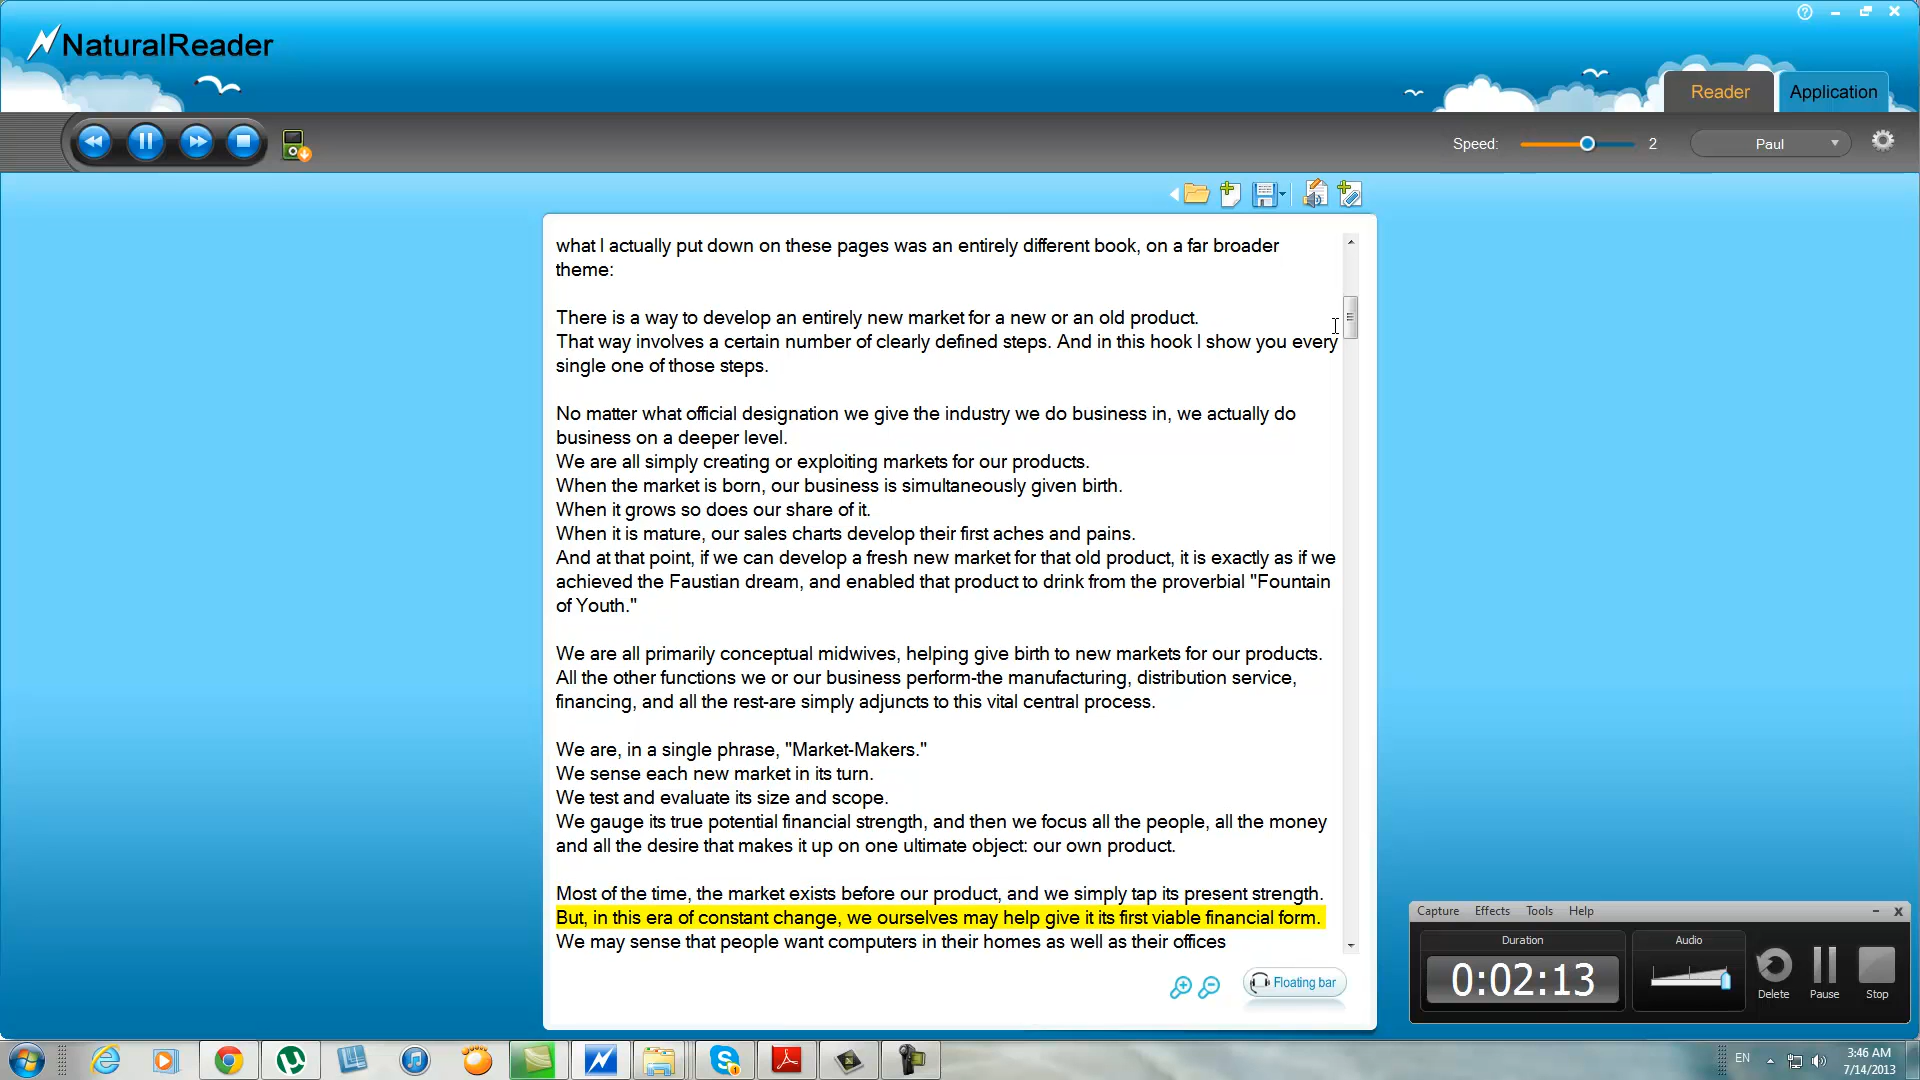 NaturalReader
Reader
Application
Speed:
2
Paul
what I actually put down on these pages was an entirely different book, on a far broader
theme:
There is a way to develop an entirely new market for a new or an old product.
That way involves a certain number of clearly defined steps. And in this hook I show you every
single one of those steps.
No matter what official designation we give the industry we do business in, we actually do
business on a deeper level.
We are all simply creating or exploiting markets for our products.
When the market is born, our business is simultaneously given birth.
When it grows so does our share of it.
When it is mature, our sales charts develop their first aches and pains.
And at that point, if we can develop a fresh new market for that old product, it is exactly as if we
achieved the Faustian dream, and enabled that product to drink from the proverbial "Fountain
of Youth."
We are all primarily conceptual midwives, helping give birth to new markets for our products.
All the other functions we or our business perform-the manufacturing, distribution service,
financing, and all the rest-are simply adjuncts to this vital central process.
We are, in a single phrase, "Market-Makers."
We sense each new market in its turn.
We test and evaluate its size and scope.
We gauge its true potential financial strength, and then we focus all the people, all the money
and all the desire that makes it up on one ultimate object: our own product.
Most of the time, the market exists before our product, and we simply tap its present strength.
But, in this era of constant change, we ourselves may help give it its first viable financial form.
We may sense that people want computers in their homes as well as their offices
Floating bar
Capture Effects Tools Help
Duration
0:02:13
Audio
Delete
Pause
Stop
EN
3:46 AM
7/14/2013